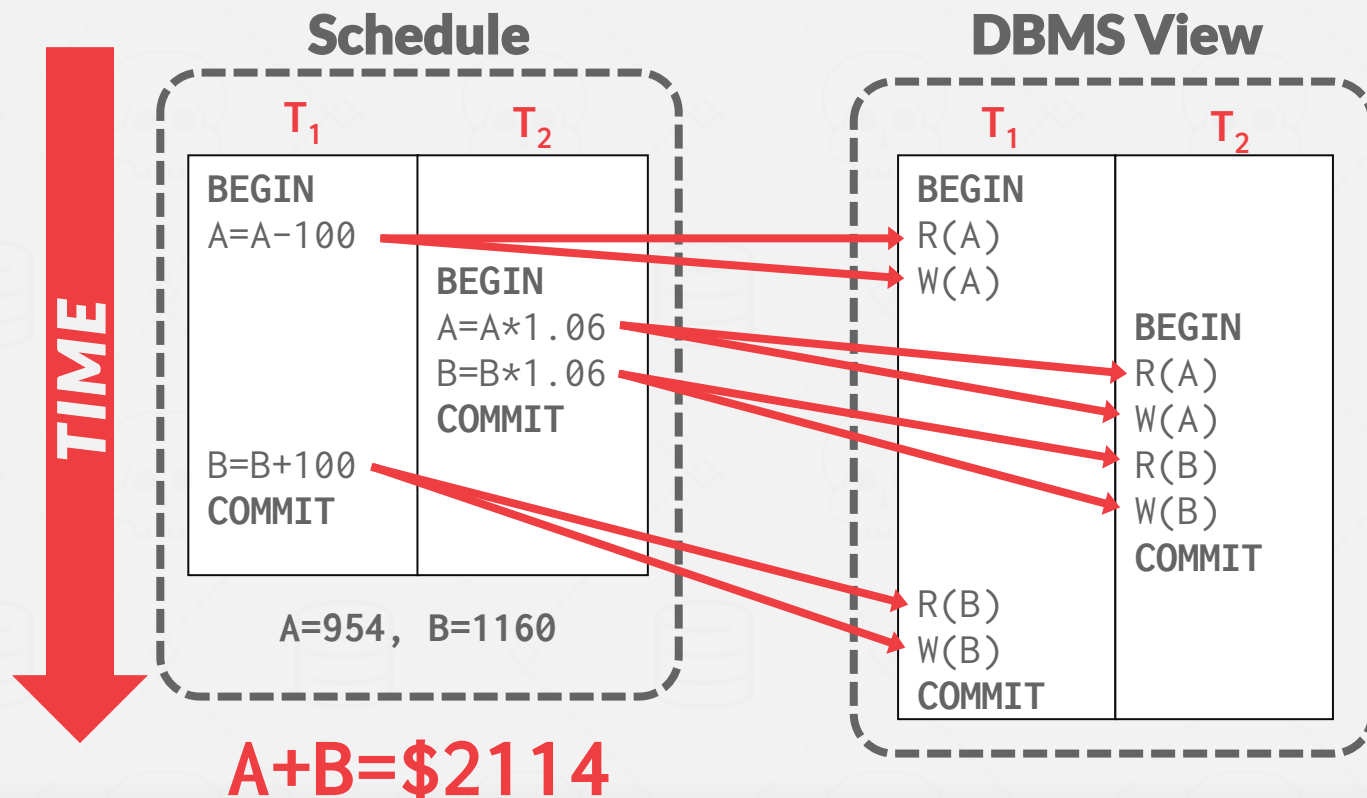 Schedule
T₁ T₂
BEGIN
A=A-100
BEGIN
A=A*1.06
B=B*1.06
COMMIT
B=B+100
COMMIT
A=954, B=1160
A+B=$2114
TIME
DBMS View
T₁ T₂
BEGIN
R(A)
W(A)
BEGIN
R(A)
W(A)
R(B)
W(B)
COMMIT
R(B)
W(B)
COMMIT